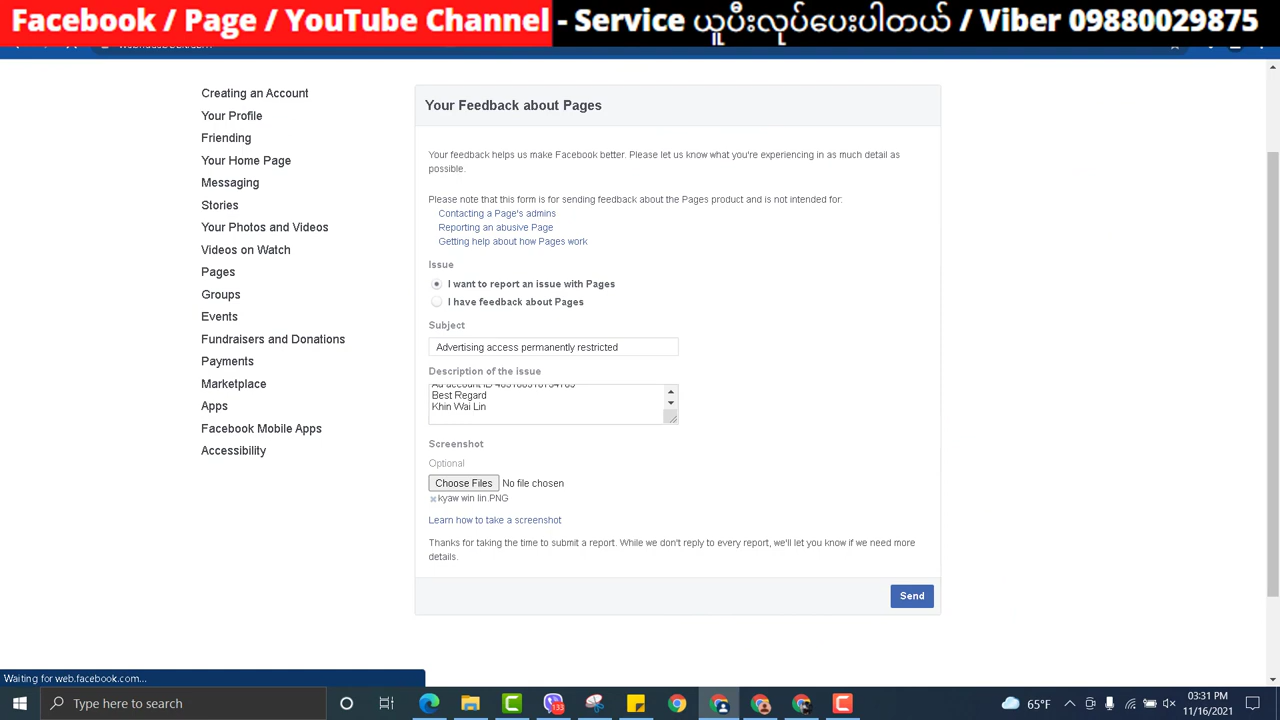 Facebook / Page / YouTube Channel - Service ယူပီးလုပ်ပေးပါတယ် / Viber 09880029875
Creating an Account
Your Profile
Friending
Your Home Page
Messaging
Stories
Your Photos and Videos
Videos on Watch
Pages
Groups
Events
Fundraisers and Donations
Payments
Marketplace
Apps
Facebook Mobile Apps
Accessibility
Your Feedback about Pages
Your feedback helps us make Facebook better. Please let us know what you're experiencing in as much detail as
possible.
Please note that this form is for sending feedback about the Pages product and is not intended for:
Contacting a Page's admins
Reporting an abusive Page
Getting help about how Pages work
Issue
I want to report an issue with Pages
I have feedback about Pages
Subject
Advertising access permanently restricted
Description of the issue
Ad account ID
Best Regard
Khin Wai Lin
Screenshot
Optional
Choose Files No file chosen
kyaw win lin.PNG
Learn how to take a screenshot
Thanks for taking the time to submit a report. While we don't reply to every report, we'll let you know if we need more
details.
Send
Waiting for web.facebook.com...
Type here to search
133
65°F
03:31 PM
11/16/2021